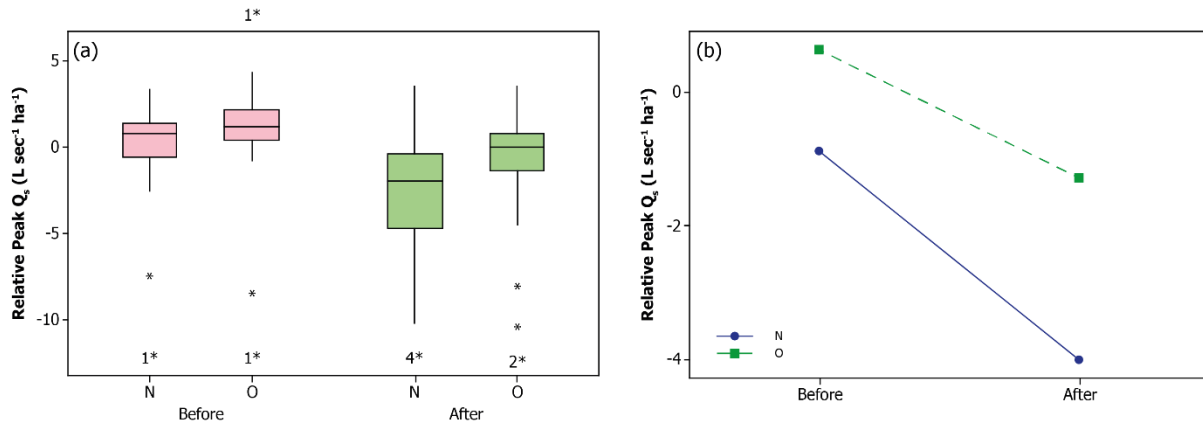 1*
(a)
Relative Peak Qₛ (L sec⁻¹ ha⁻¹)
5
0
-5
-10
*
*
*
*
1*
1*
4*
2*
N
O
N
O
Before
After
(b)
Relative Peak Qₛ (L sec⁻¹ ha⁻¹)
0
-2
-4
N
O
Before
After